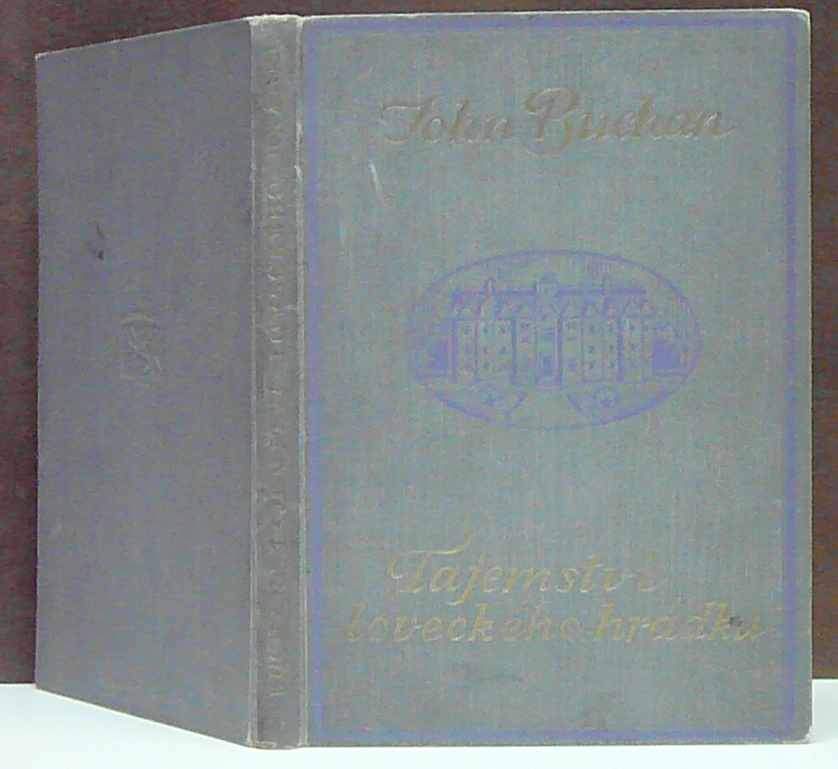 John Buchan
Tajemství
loveckého hrádku